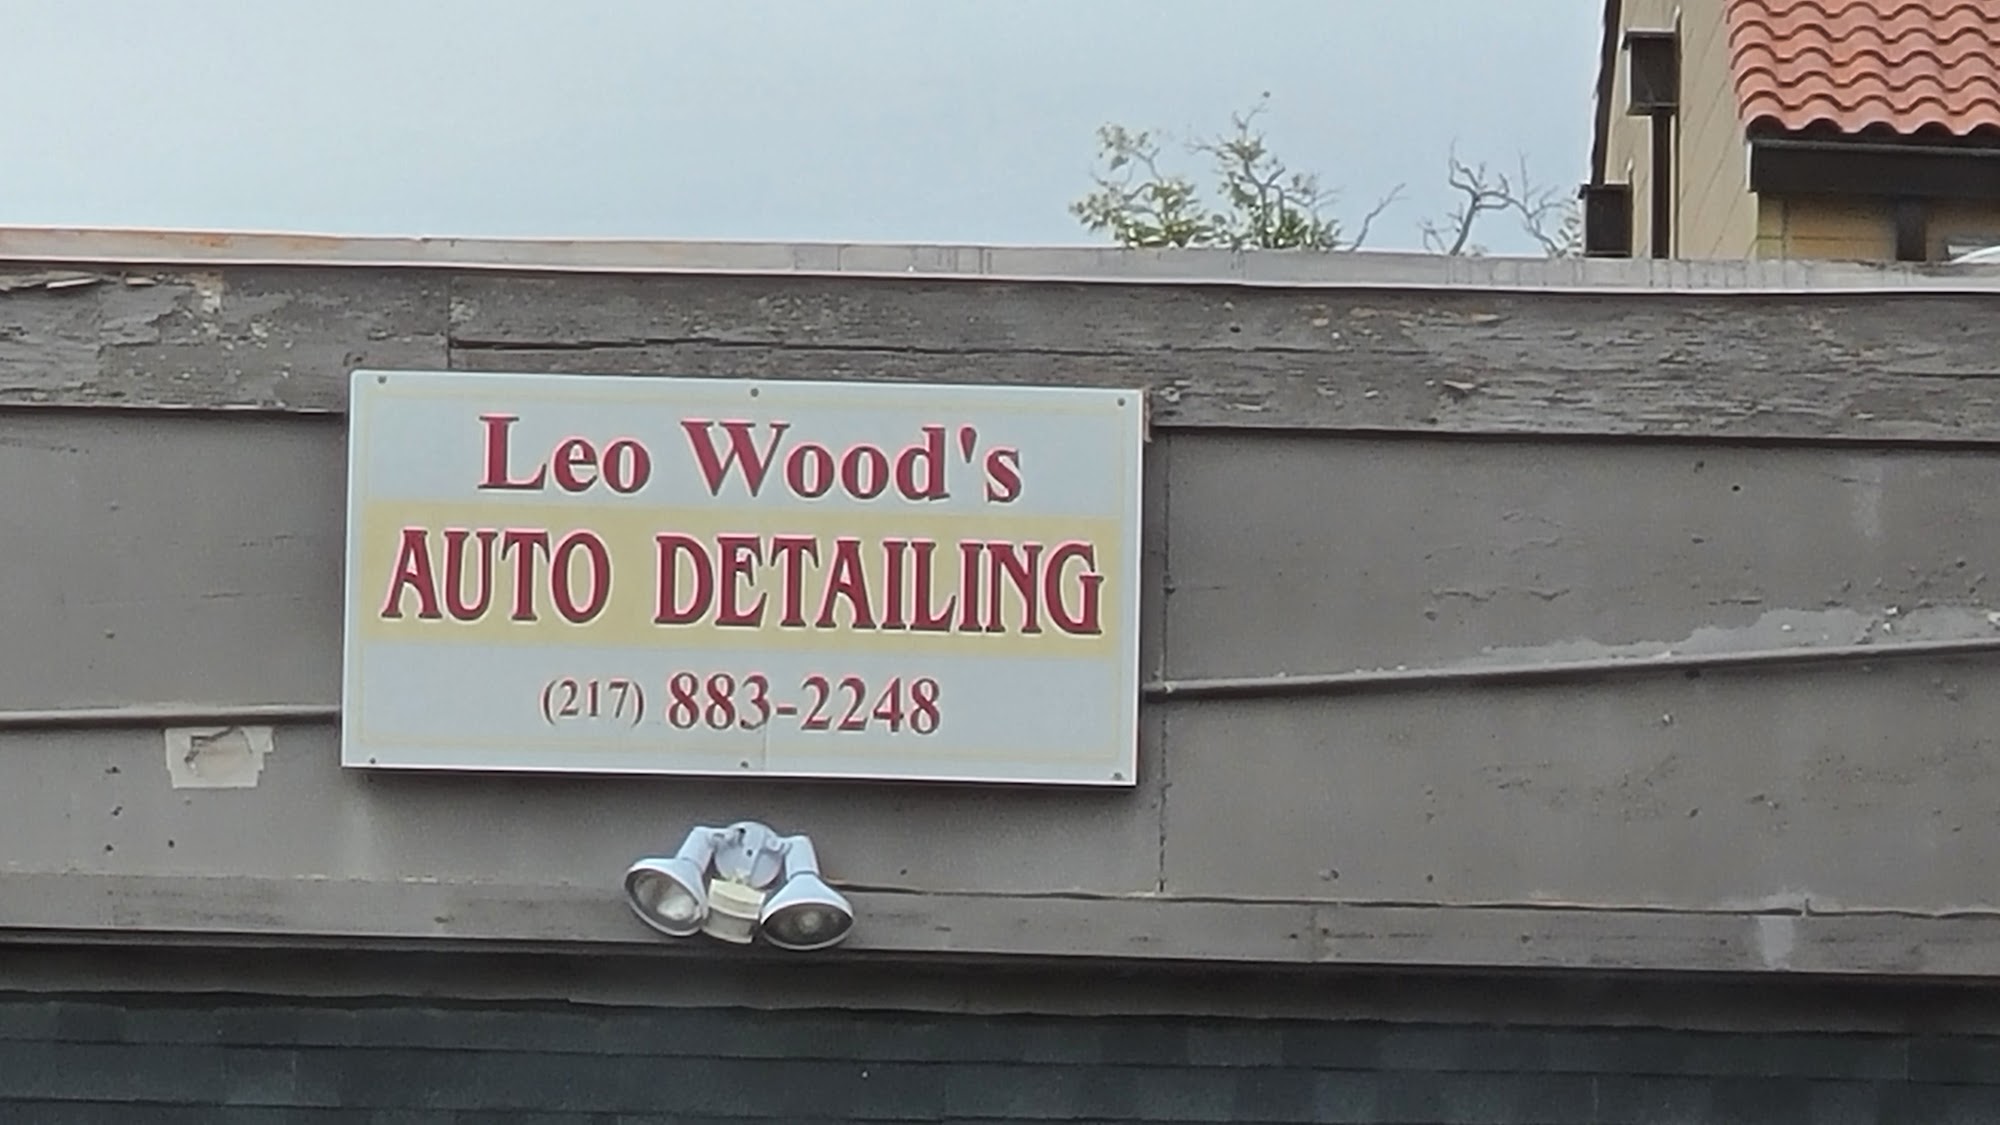 Leo Wood's
AUTO DETAILING
(217) 883-2248